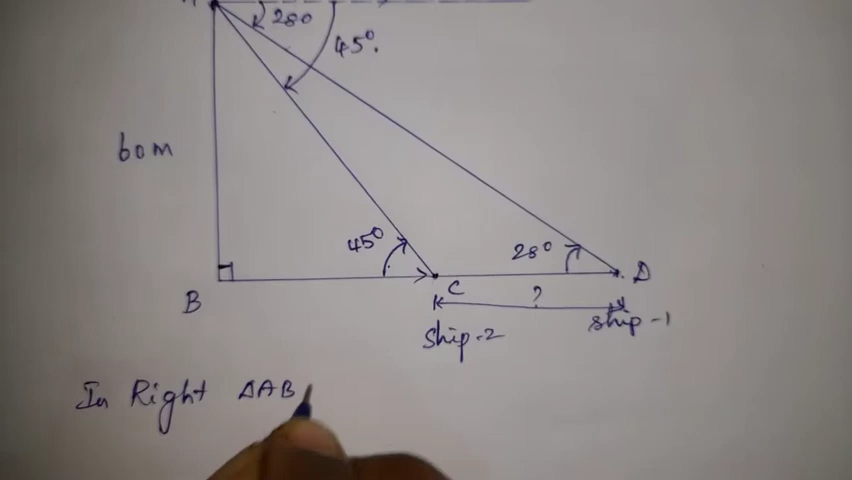 28°
45°.
60m
45°
28°
B
C
D
?
Ship-2
Ship-1
In Right ΔAB